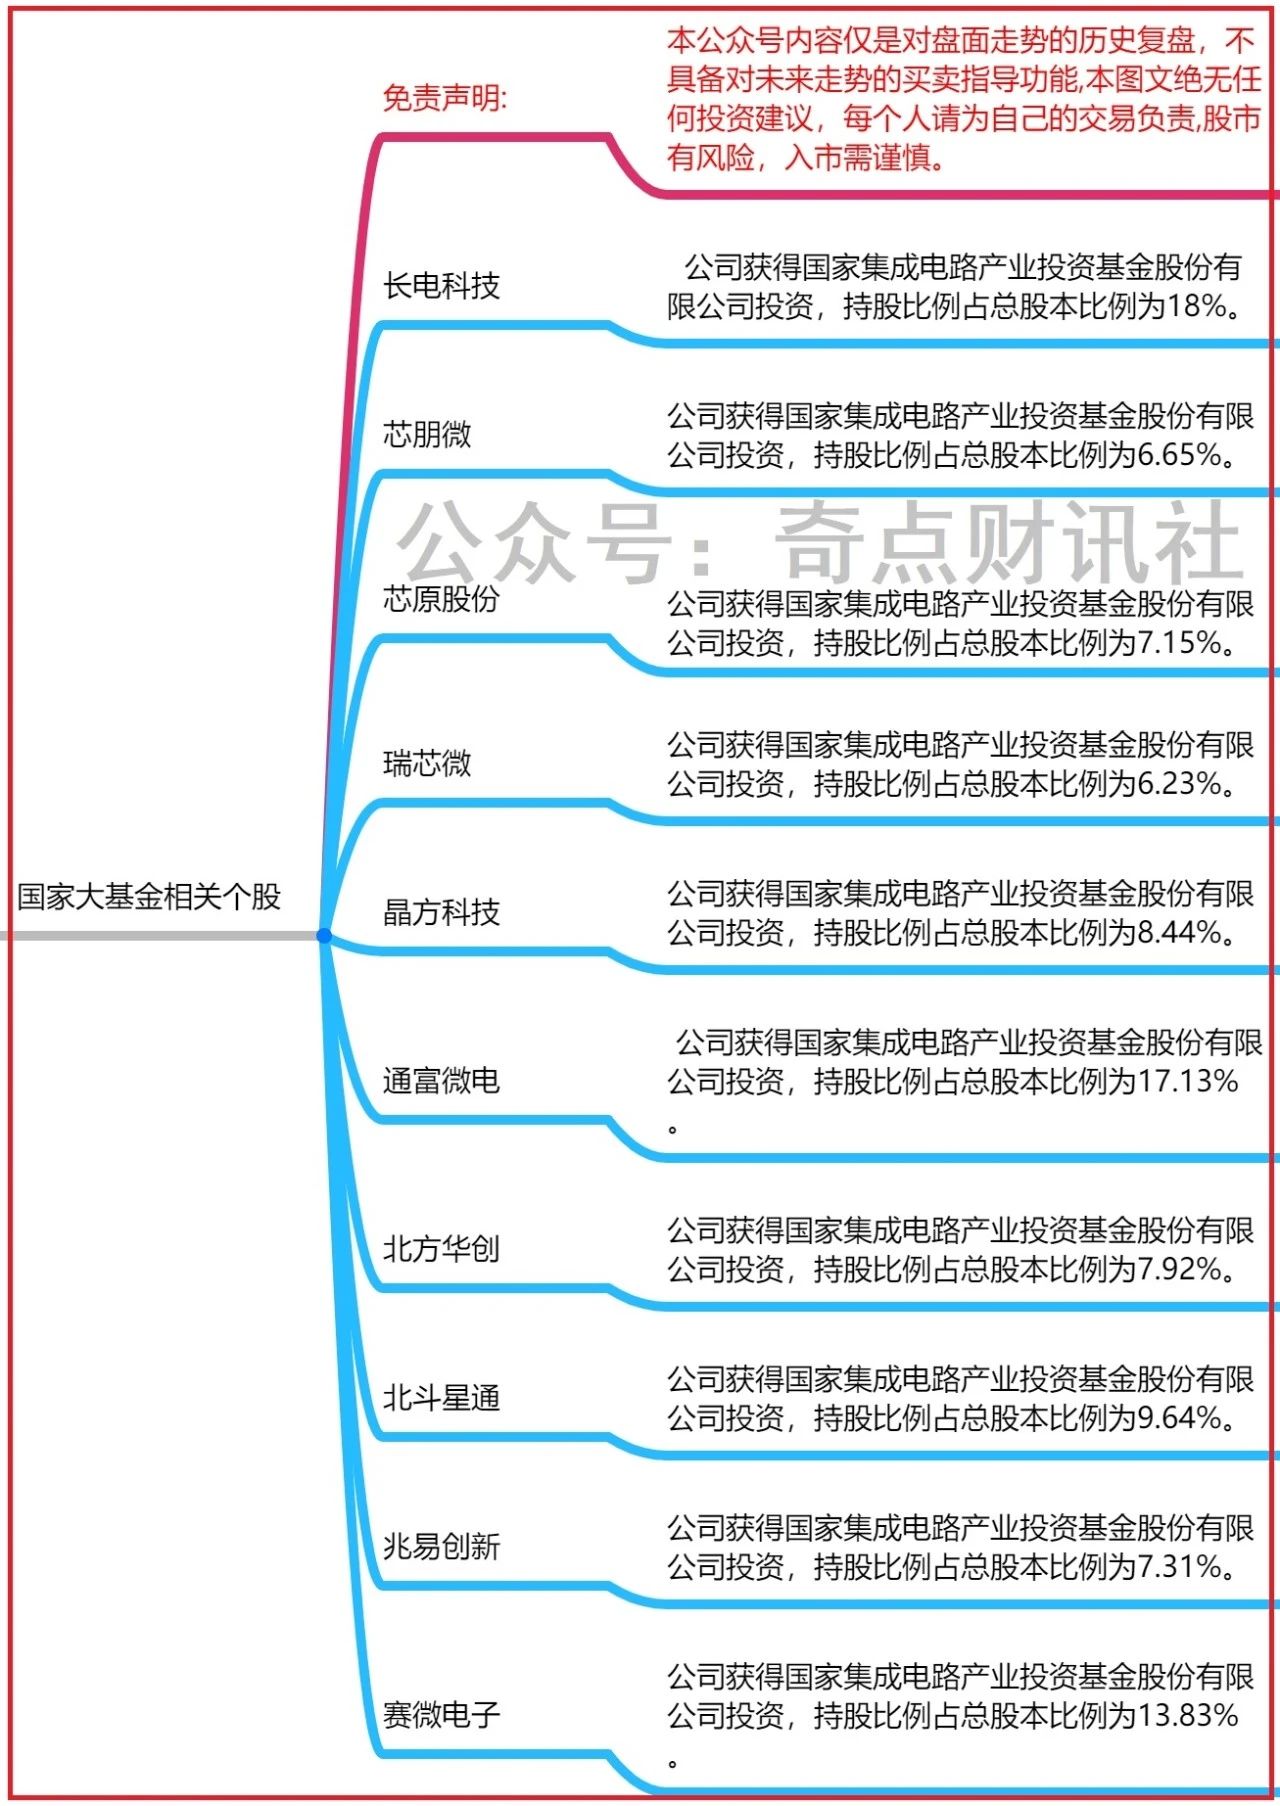 本公众号内容仅是对盘面走势的历史复盘，不
具备对未来走势的买卖指导功能,本图文绝无任
何投资建议，每个人请为自己的交易负责,股市
有风险，入市需谨慎。
免责声明:
公司获得国家集成电路产业投资基金股份有
限公司投资，持股比例占总股本比例为18%。
长电科技
公司获得国家集成电路产业投资基金股份有限
公司投资，持股比例占总股本比例为6.65%。
芯朋微
公众号：奇点财讯社
芯原股份
公司获得国家集成电路产业投资基金股份有限
公司投资，持股比例占总股本比例为7.15%。
瑞芯微
公司获得国家集成电路产业投资基金股份有限
公司投资，持股比例占总股本比例为6.23%。
国家大基金相关个股
晶方科技
公司获得国家集成电路产业投资基金股份有限
公司投资，持股比例占总股本比例为8.44%。
通富微电
公司获得国家集成电路产业投资基金股份有限
公司投资，持股比例占总股本比例为17.13%
。
北方华创
公司获得国家集成电路产业投资基金股份有限
公司投资，持股比例占总股本比例为7.92%。
北斗星通
公司获得国家集成电路产业投资基金股份有限
公司投资，持股比例占总股本比例为9.64%。
兆易创新
公司获得国家集成电路产业投资基金股份有限
公司投资，持股比例占总股本比例为7.31%。
赛微电子
公司获得国家集成电路产业投资基金股份有限
公司投资，持股比例占总股本比例为13.83%
。